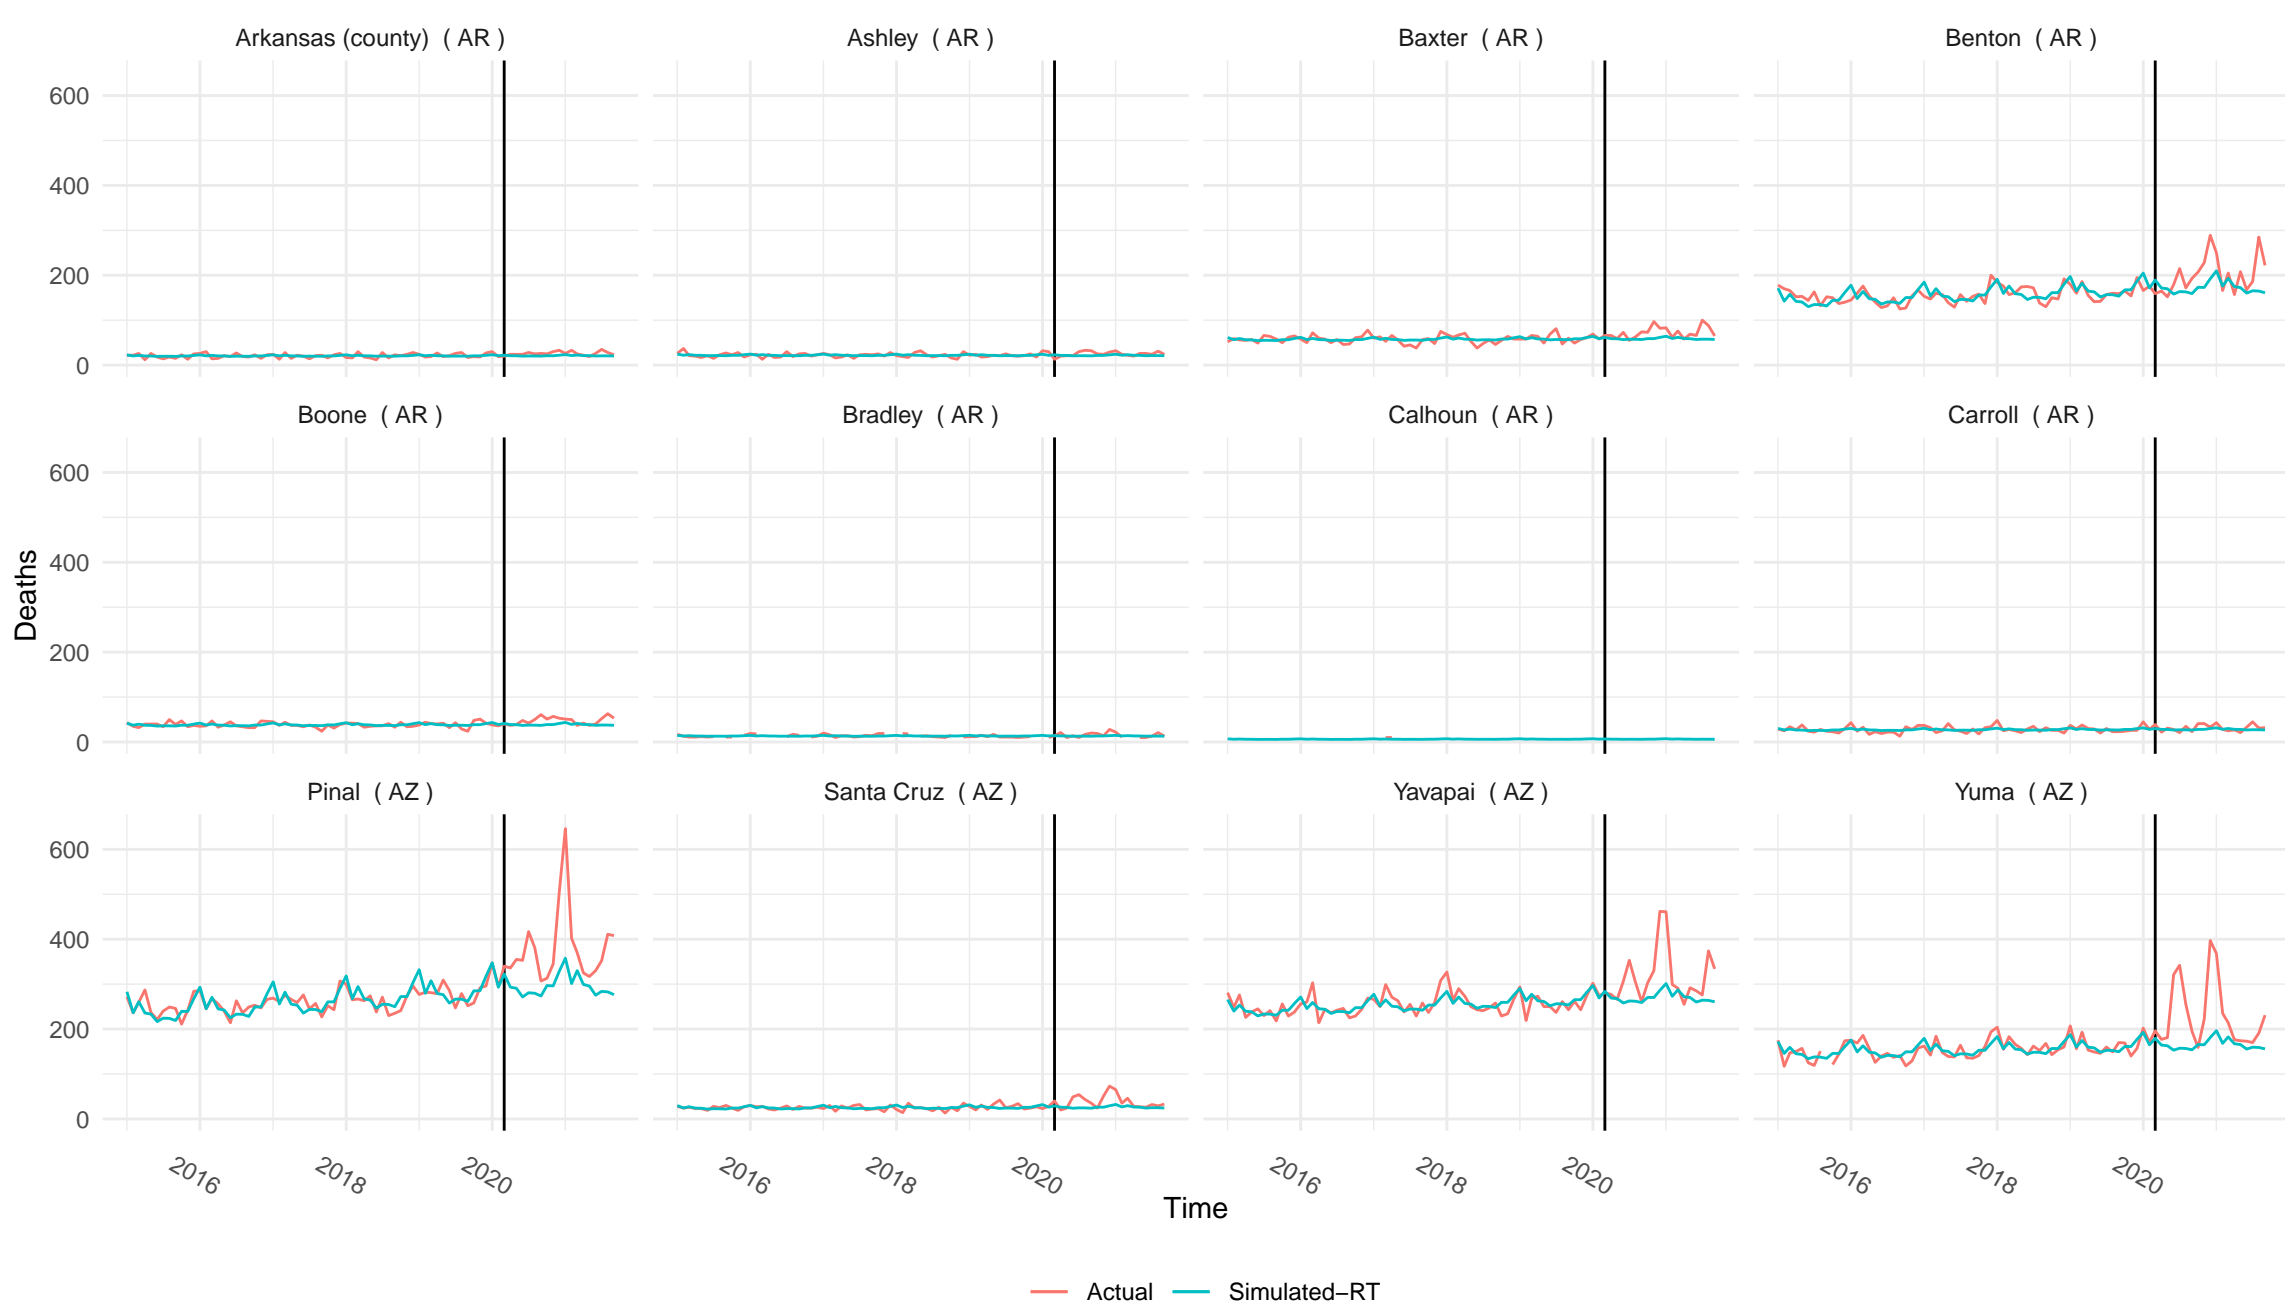 Arkansas (county)  ( AR )
Ashley  ( AR )
Baxter  ( AR )
Benton  ( AR )
600
400
200
0
Boone  ( AR )
Bradley  ( AR )
Calhoun  ( AR )
Carroll  ( AR )
600
400
200
0
Deaths
Pinal  ( AZ )
Santa Cruz  ( AZ )
Yavapai  ( AZ )
Yuma  ( AZ )
600
400
200
0
2016 2018 2020
2016 2018 2020
2016 2018 2020
2016 2018 2020
Time
Actual
Simulated−RT